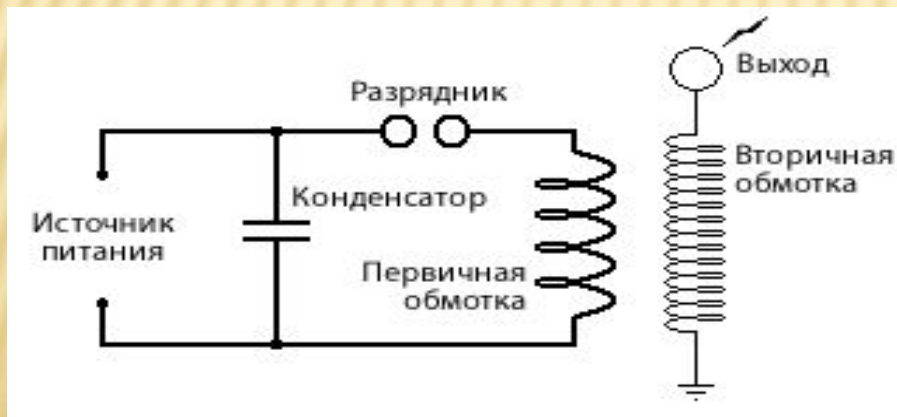 Разрядник
Выход
Вторичная
обмотка
Конденсатор
Источник
питания
Первичная
обмотка